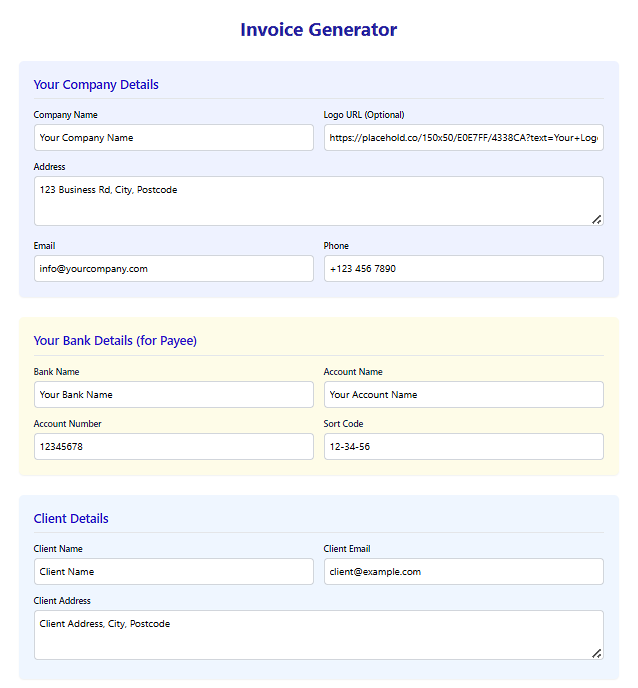 Invoice Generator
Your Company Details
Company Name
Logo URL (Optional)
Your Company Name
https://placehold.co/150x50/E0E7FF/4338CA?text=Your+Logo
Address
123 Business Rd, City, Postcode
Email
Phone
info@yourcompany.com
+123 456 7890
Your Bank Details (for Payee)
Bank Name
Account Name
Your Bank Name
Your Account Name
Account Number
Sort Code
12345678
12-34-56
Client Details
Client Name
Client Email
Client Name
client@example.com
Client Address
Client Address, City, Postcode